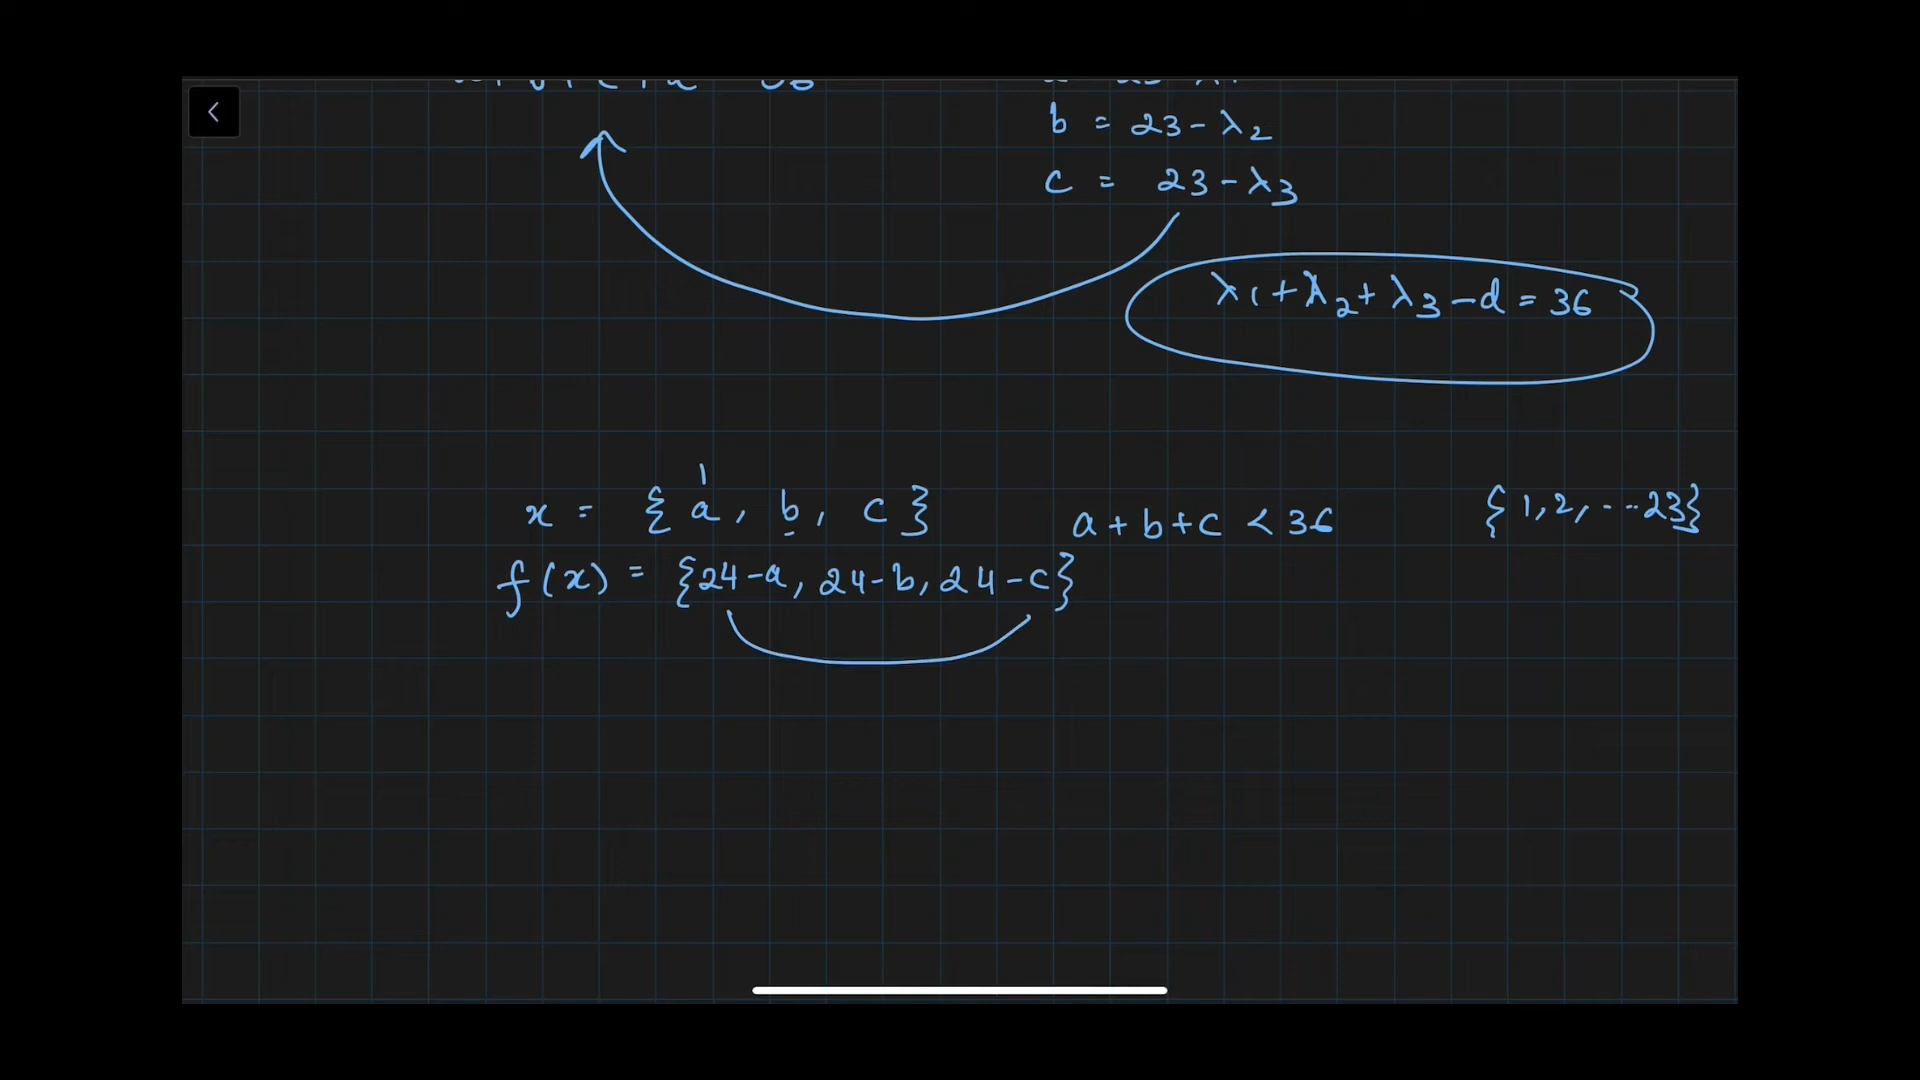 b = 23 - λ2
c = 23 - λ3
λ1 + λ2 + λ3 - d = 36
x = { a, b, c } a + b + c < 36 { 1, 2, ... 23}
f(x) = {24-a, 24-b, 24-c}